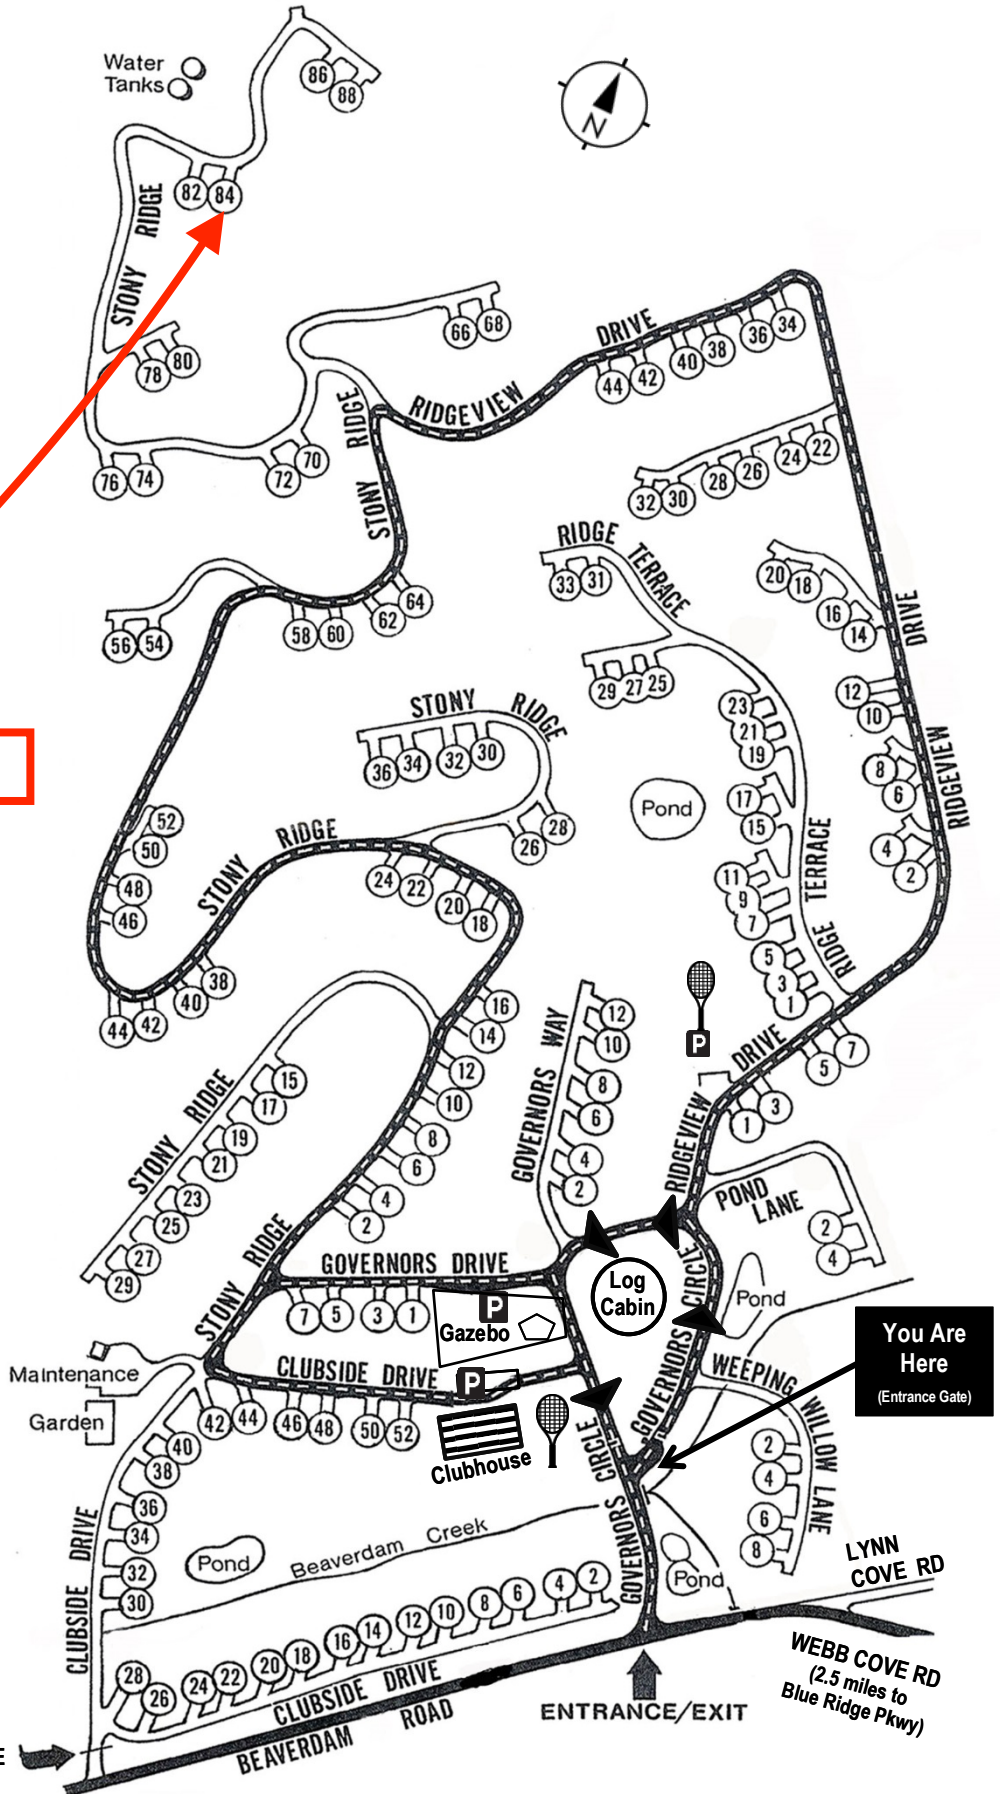 Water
Tanks
86
88
N
82
84
STONY RIDGE
78
80
66
68
DRIVE
34
36
38
40
42
44
RIDGEVIEW
RIDGE
STONY
70
72
74
76
22
24
26
28
30
32
RIDGE TERRACE
33
31
20
18
16
14
DRIVE
64
62
60
58
56
54
29
27
25
12
10
23
21
19
STONY RIDGE
36
34
32
30
8
6
RIDGEVIEW
Pond
17
15
4
2
52
50
48
46
STONY RIDGE
28
26
24
22
20
18
RIDGE TERRACE
11
9
7
5
3
1
38
40
42
44
16
14
12
10
8
6
4
2
GOVERNORS WAY
12
10
8
6
4
2
P
RIDGEVIEW DRIVE
7
5
3
1
STONY RIDGE
15
17
19
21
23
25
27
29
POND
LANE
2
4
STONY RIDGE
GOVERNORS DRIVE
7
5
3
1
P
Gazebo
Log
Cabin
GOVERNORS CIRCLE
Pond
You Are
Here
(Entrance Gate)
Maintenance
Garden
CLUBSIDE DRIVE
P
42
44
46
48
50
52
Clubhouse
GOVERNORS CIRCLE
WEEPING WILLOW LANE
2
4
6
8
40
38
36
34
32
30
CLUBSIDE DRIVE
Pond
Beaverdam Creek
Pond
LYNN
COVE RD
2
4
6
8
10
12
14
16
18
20
22
24
26
28
CLUBSIDE DRIVE
BEAVERDAM ROAD
ENTRANCE/EXIT
WEBB COVE RD
(2.5 miles to
Blue Ridge Pkwy)
E